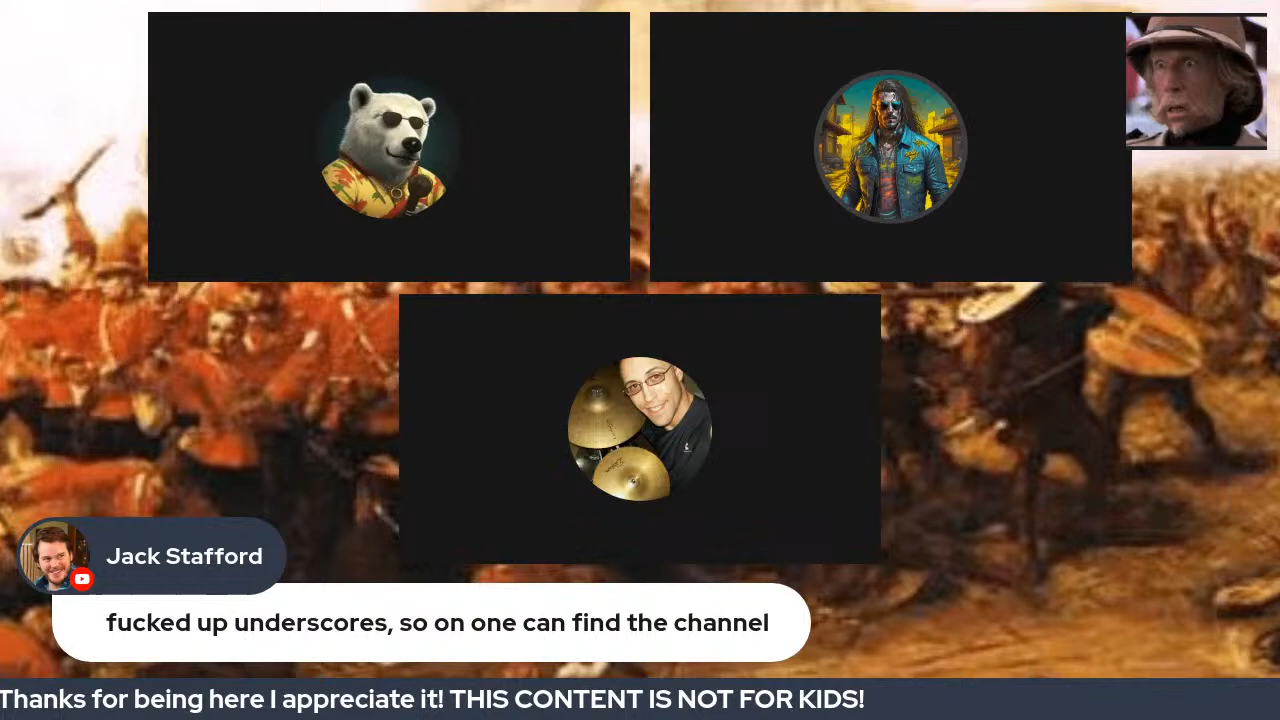 Jack Stafford
fucked up underscores, so on one can find the channel
Thanks for being here I appreciate it! THIS CONTENT IS NOT FOR KIDS!